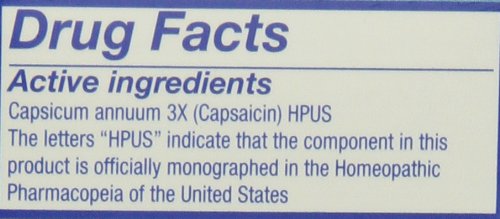 Drug Facts
Active ingredients
Capsicum annuum 3X (Capsaicin) HPUS
The letters “HPUS” indicate that the component in this
product is officially monographed in the Homeopathic
Pharmacopeia of the United States